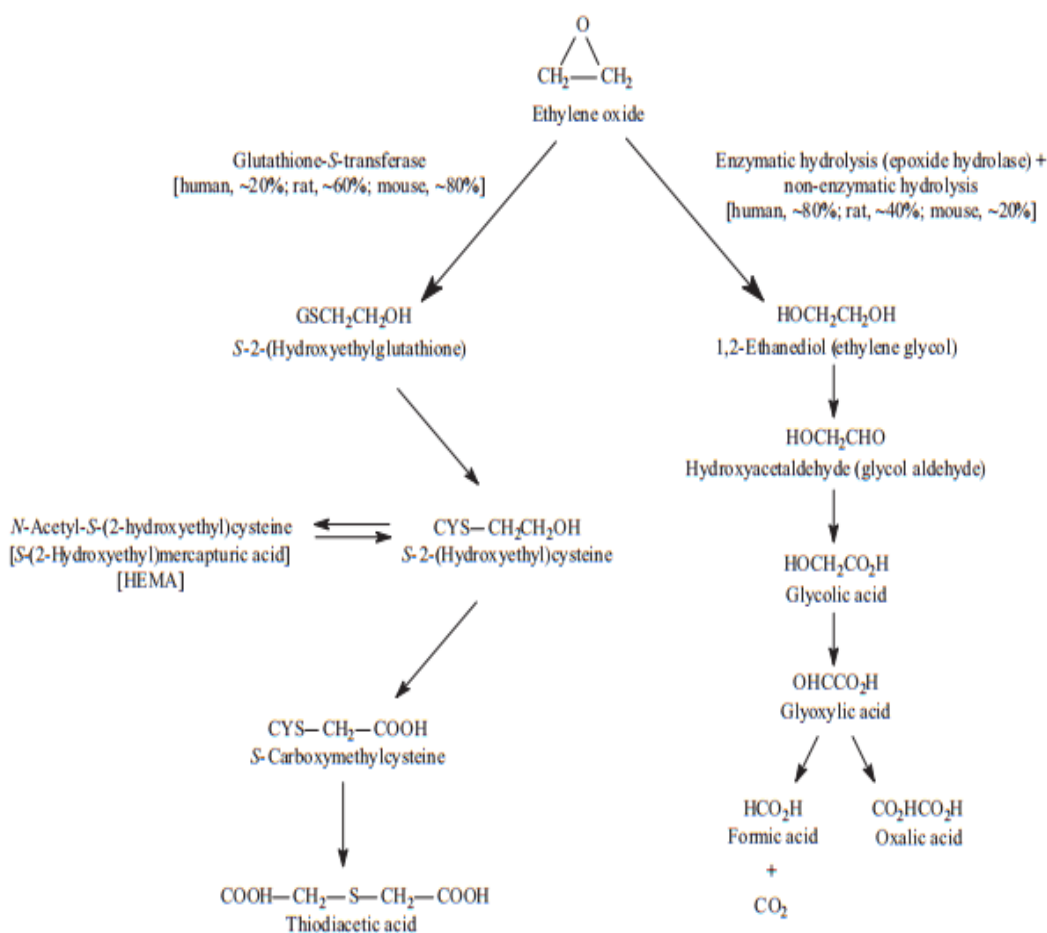 O
CH₂—CH₂
Ethylene oxide
Glutathione-S-transferase
[human, ~20%; rat, ~60%; mouse, ~80%]
Enzymatic hydrolysis (epoxide hydrolase) +
non-enzymatic hydrolysis
[human, ~80%; rat, ~40%; mouse, ~20%]
GSCH₂CH₂OH
S-2-(Hydroxyethylglutathione)
HOCH₂CH₂OH
1,2-Ethanediol (ethylene glycol)
HOCH₂CHO
Hydroxyacetaldehyde (glycol aldehyde)
N-Acetyl-S-(2-hydroxyethyl)cysteine
[S-(2-Hydroxyethyl)mercapturic acid]
[HEMA]
CYS—CH₂CH₂OH
S-2-(Hydroxyethyl)cysteine
HOCH₂CO₂H
Glycolic acid
OHCCO₂H
Glyoxylic acid
CYS—CH₂—COOH
S-Carboxymethylcysteine
HCO₂H
Formic acid
+
CO₂
CO₂HCO₂H
Oxalic acid
COOH—CH₂—S—CH₂—COOH
Thiodiacetic acid